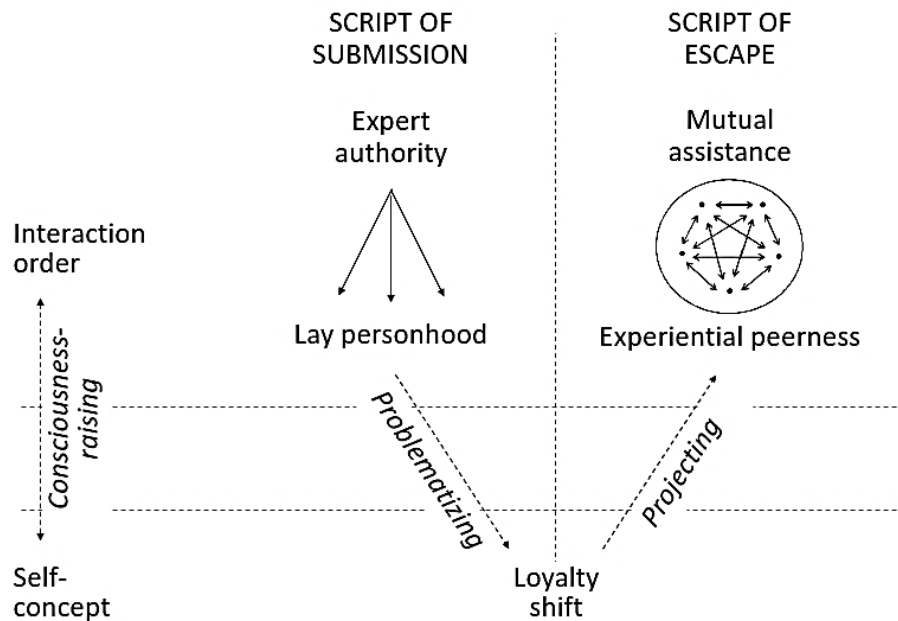 SCRIPT OF
SUBMISSION
SCRIPT OF
ESCAPE
Expert
authority
Mutual
assistance
Interaction
order
Lay personhood
Experiential peerness
Consciousness-
raising
Problematizing
Projecting
Self-
concept
Loyalty
shift